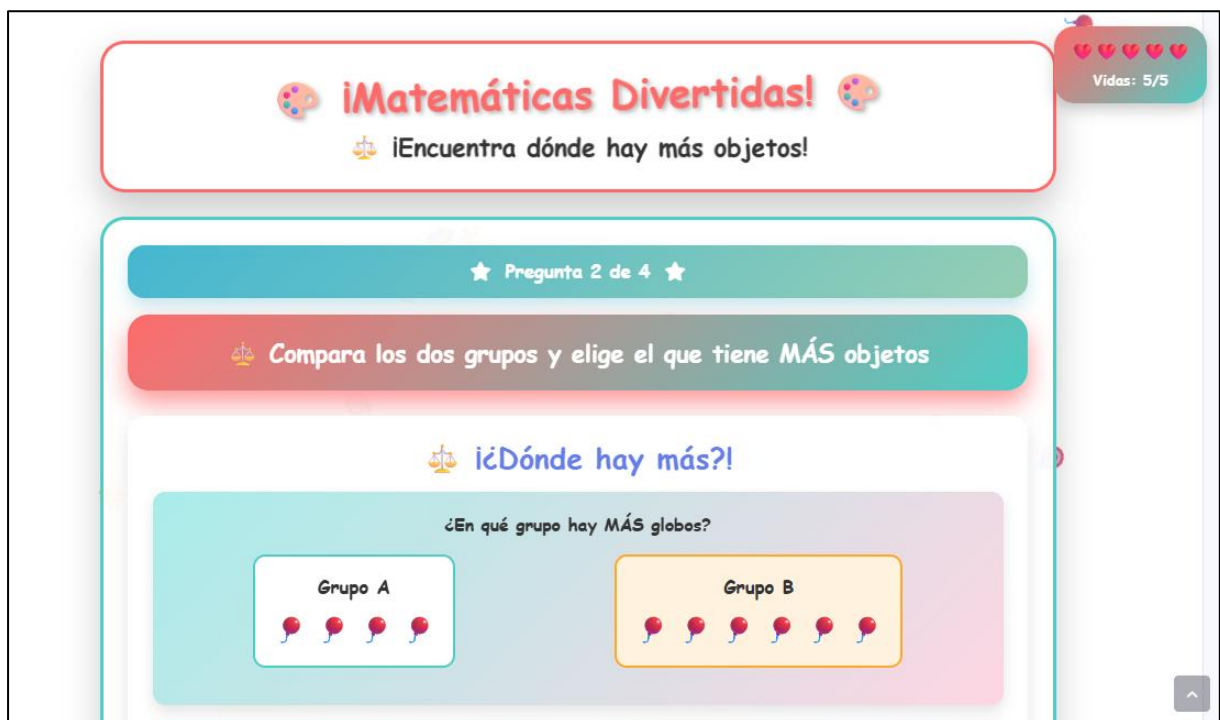 ¡Matemáticas Divertidas!
Vidas: 5/5
¡Encuentra dónde hay más objetos!
Pregunta 2 de 4
Compara los dos grupos y elige el que tiene MÁS objetos
¡¿Dónde hay más?!
¿En qué grupo hay MÁS globos?
Grupo A
Grupo B